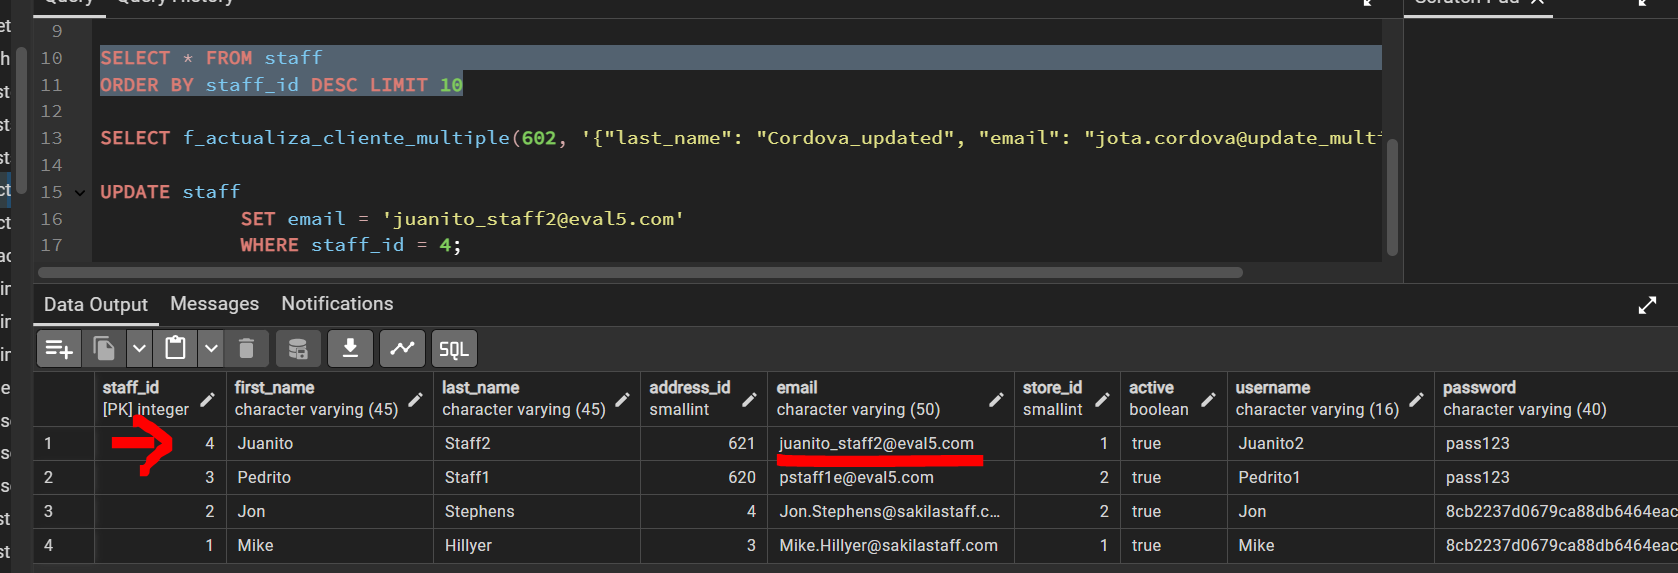 Query Query History
Scratch Pad
9
10 SELECT * FROM staff
11 ORDER BY staff_id DESC LIMIT 10
12
13 SELECT f_actualiza_cliente_multiple(602, '{"last_name": "Cordova_updated", "email": "jota.cordova@update_multi
14
15 UPDATE staff
16 SET email = 'juanito_staff2@eval5.com'
17 WHERE staff_id = 4;
Data Output Messages Notifications
SQL
staff_id first_name last_name address_id email store_id active username password
[PK] integer character varying (45) character varying (45) smallint character varying (50) smallint boolean character varying (16) character varying (40)
1 4 Juanito Staff2 621 juanito_staff2@eval5.com 1 true Juanito2 pass123
2 3 Pedrito Staff1 620 pstaff1e@eval5.com 2 true Pedrito1 pass123
3 2 Jon Stephens 4 Jon.Stephens@sakilastaff.c... 2 true Jon 8cb2237d0679ca88db6464eac
4 1 Mike Hillyer 3 Mike.Hillyer@sakilastaff.com 1 true Mike 8cb2237d0679ca88db6464eac